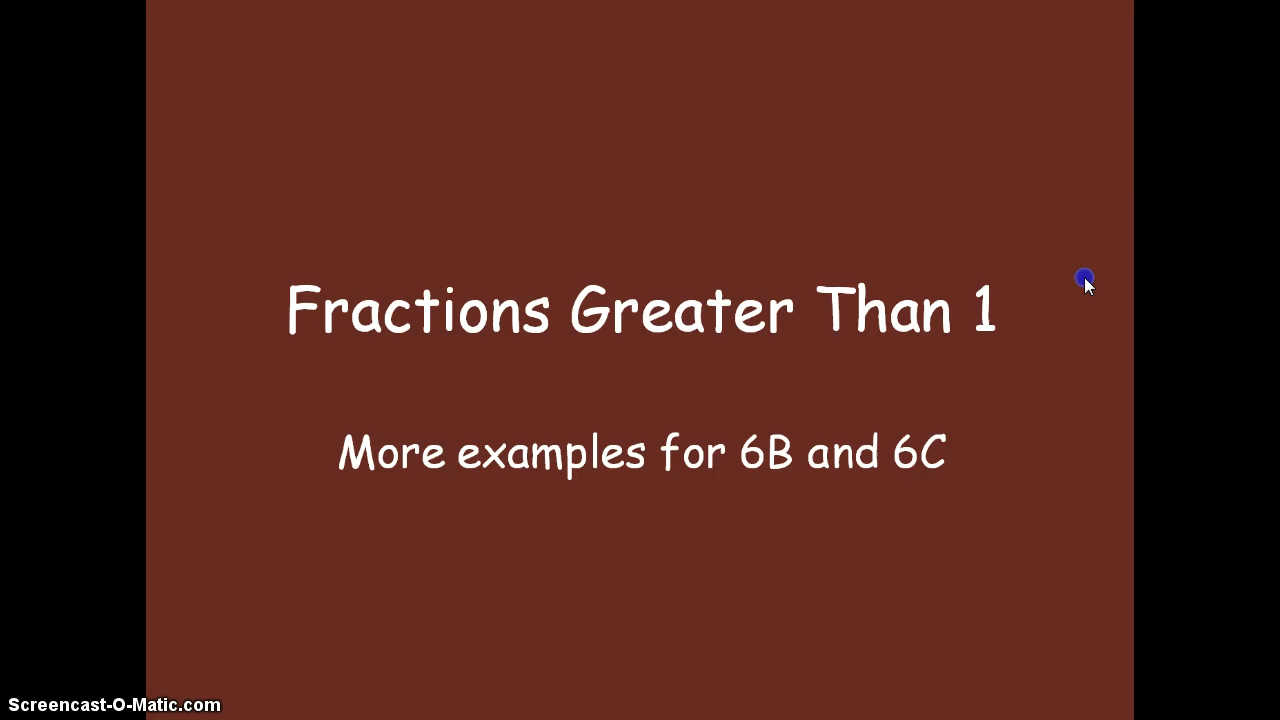 Fractions Greater Than 1
More examples for 6B and 6C
Screencast-O-Matic.com